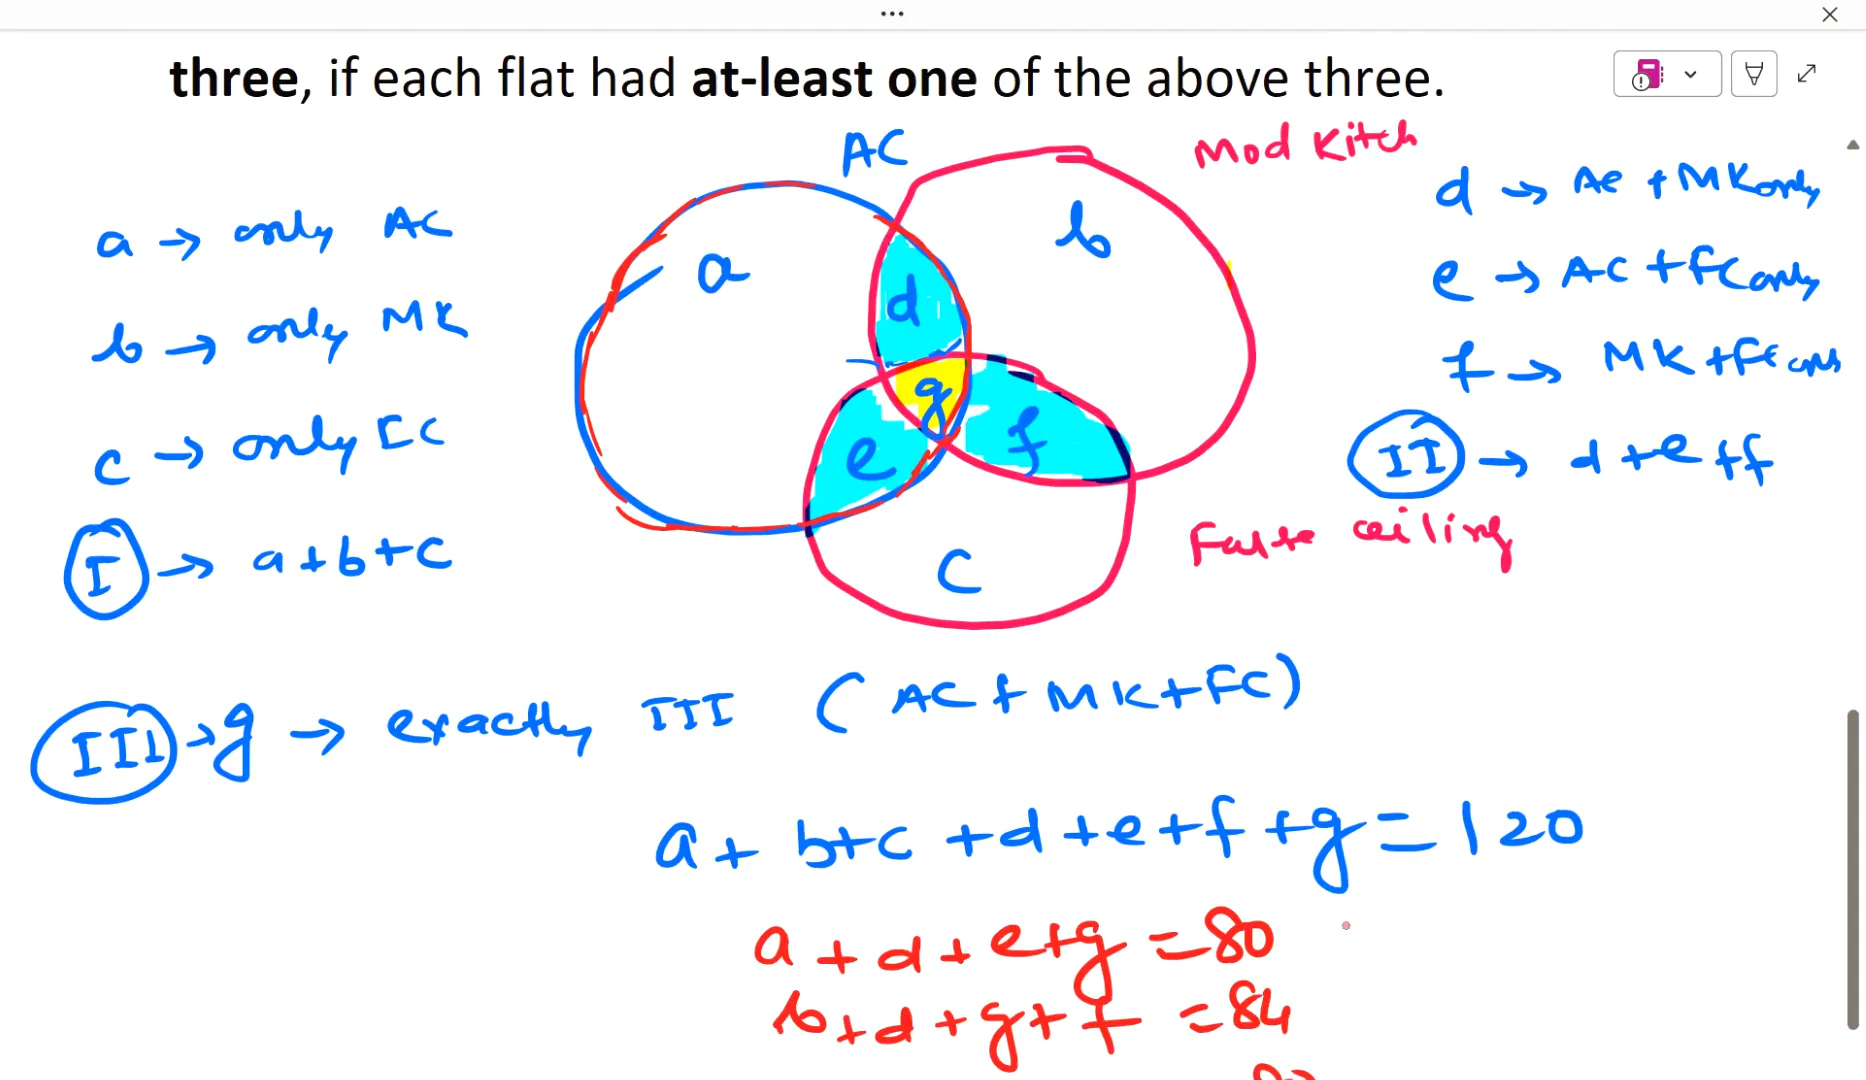 three, if each flat had at-least one of the above three.
AC
Mod Kitch
a → only AC
b → only MK
c → only FC
I → a+b+c
a
b
d
g
e
f
c
d → AC + MK only
e → AC + FC only
f → MK + FC only
II → d+e+f
False ceiling
III → g → exactly III (AC + MK + FC)
a + b+c +d+e+f+g = 120
a + d + e+g = 80
b + d + g + f = 84